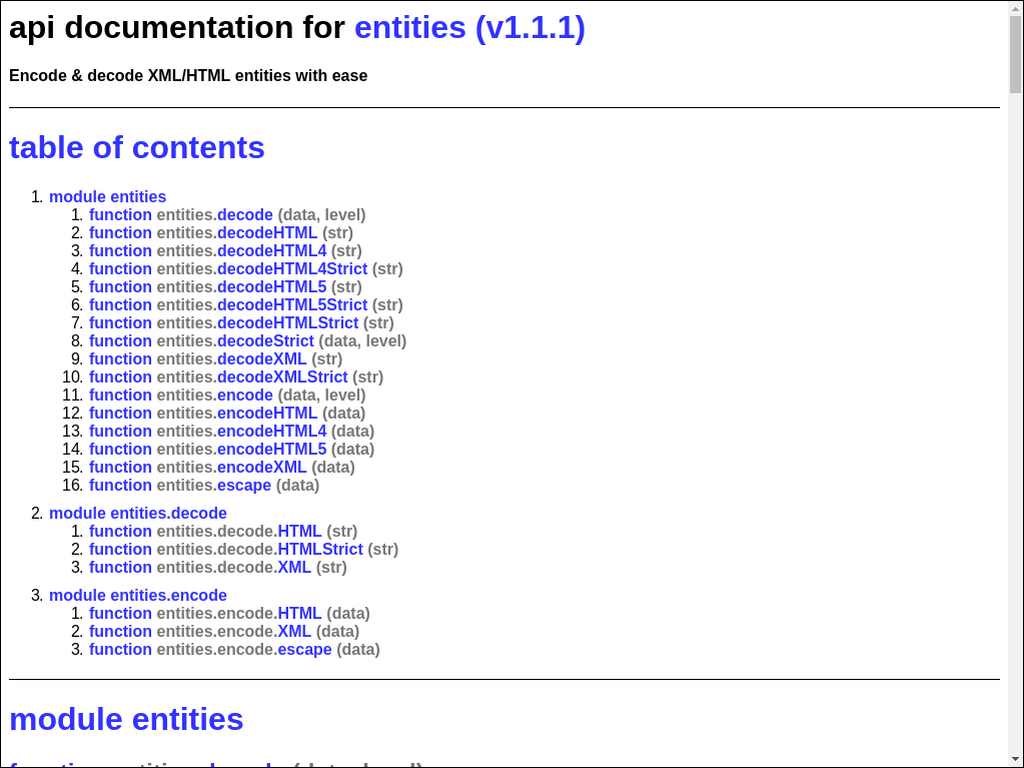 api documentation for entities (v1.1.1)
Encode & decode XML/HTML entities with ease
table of contents
1. module entities
1. function entities.decode (data, level)
2. function entities.decodeHTML (str)
3. function entities.decodeHTML4 (str)
4. function entities.decodeHTML4Strict (str)
5. function entities.decodeHTML5 (str)
6. function entities.decodeHTML5Strict (str)
7. function entities.decodeHTMLStrict (str)
8. function entities.decodeStrict (data, level)
9. function entities.decodeXML (str)
10. function entities.decodeXMLStrict (str)
11. function entities.encode (data, level)
12. function entities.encodeHTML (data)
13. function entities.encodeHTML4 (data)
14. function entities.encodeHTML5 (data)
15. function entities.encodeXML (data)
16. function entities.escape (data)
2. module entities.decode
1. function entities.decode.HTML (str)
2. function entities.decode.HTMLStrict (str)
3. function entities.decode.XML (str)
3. module entities.encode
1. function entities.encode.HTML (data)
2. function entities.encode.XML (data)
3. function entities.encode.escape (data)
module entities